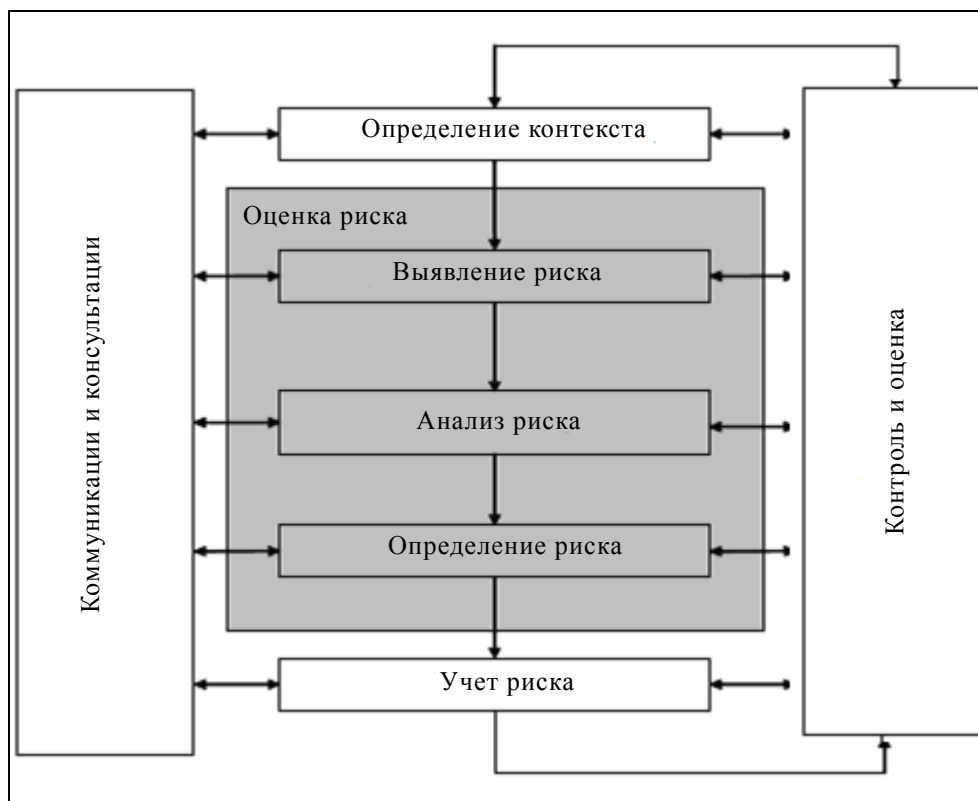 Определение контекста
Оценка риска
Выявление риска
Анализ риска
Определение риска
Учет риска
Коммуникации и консультации
Контроль и оценка